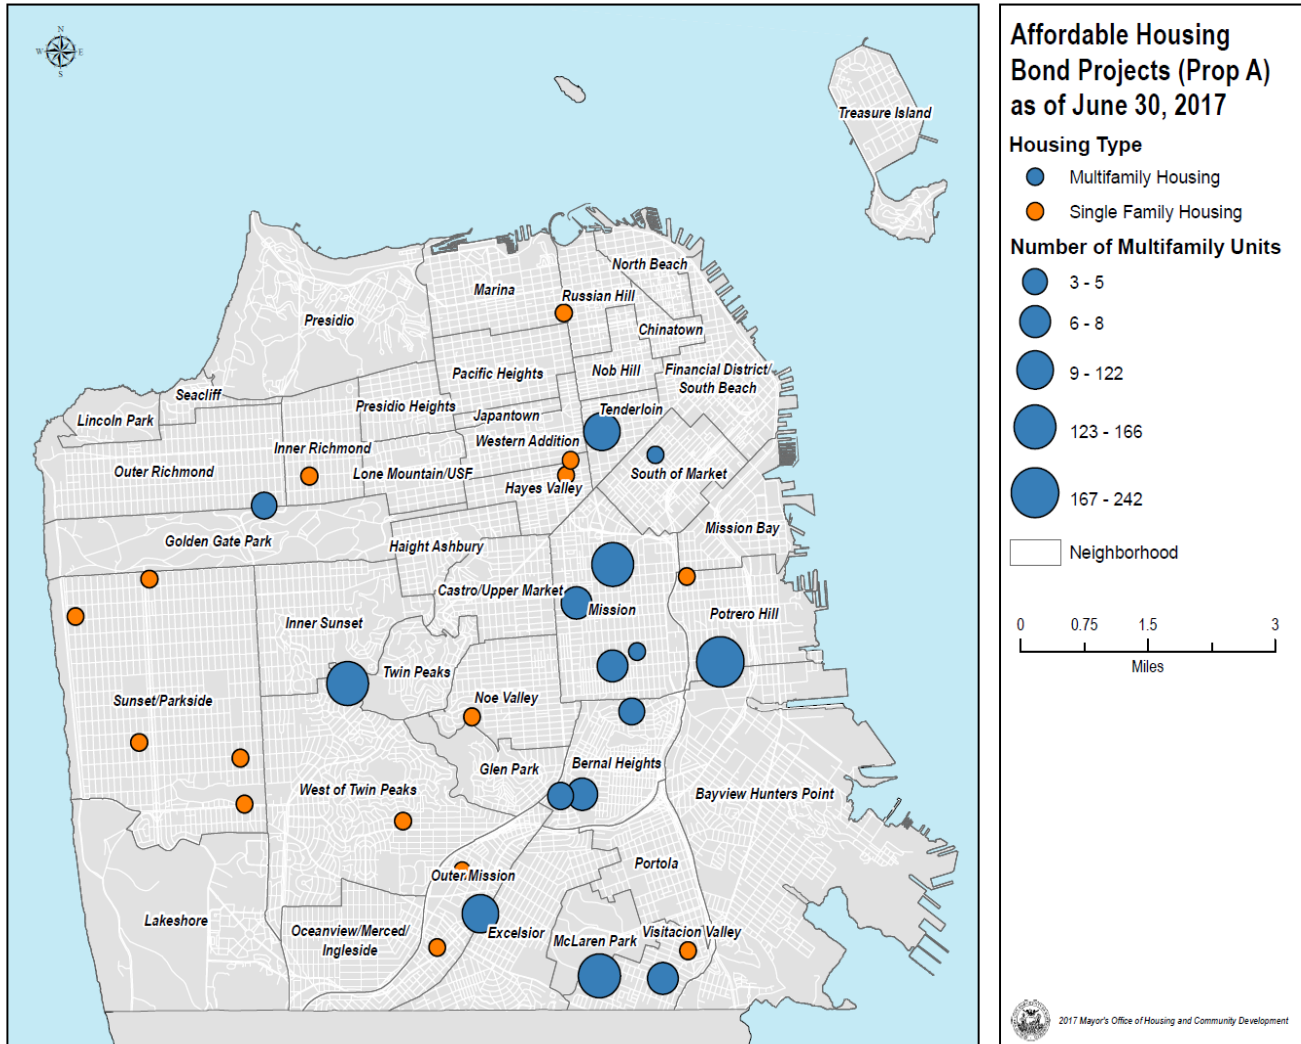 N
W
E
S
Treasure Island
North Beach
Marina
Russian Hill
Presidio
Chinatown
Pacific Heights
Nob Hill
Financial District/
South Beach
Seacliff
Presidio Heights
Japantown
Tenderloin
Lincoln Park
Western Addition
Inner Richmond
Outer Richmond
Lone Mountain/USF
South of Market
Hayes Valley
Mission Bay
Golden Gate Park
Haight Ashbury
Castro/Upper Market
Mission
Potrero Hill
Inner Sunset
Twin Peaks
Sunset/Parkside
Noe Valley
Glen Park
Bernal Heights
West of Twin Peaks
Bayview Hunters Point
Portola
Outer Mission
Lakeshore
Oceanview/Merced/
Ingleside
Excelsior
McLaren Park
Visitacion Valley
Affordable Housing
Bond Projects (Prop A)
as of June 30, 2017
Housing Type
Multifamily Housing
Single Family Housing
Number of Multifamily Units
3 - 5
6 - 8
9 - 122
123 - 166
167 - 242
Neighborhood
0 0.75 1.5 3
Miles
2017 Mayor's Office of Housing and Community Development